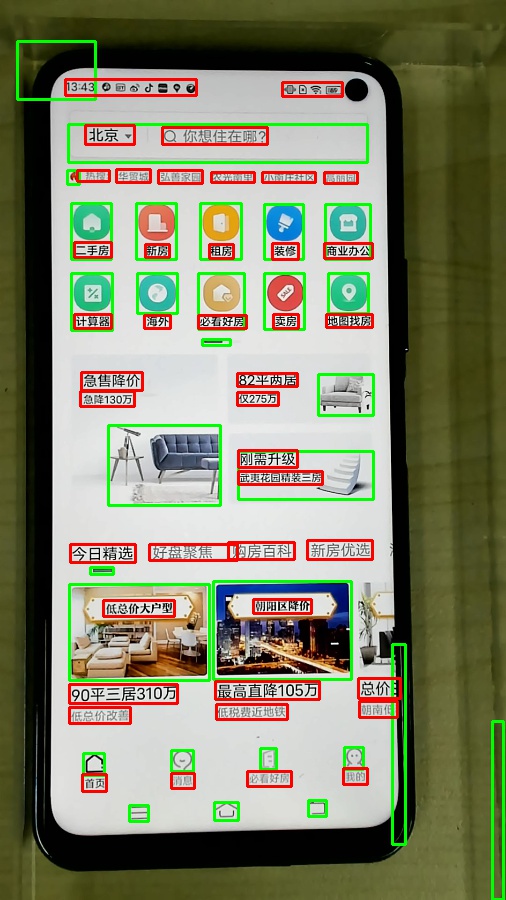 13:43
北京 你想住在哪?
热搜 华贸城 弘善家园 农光南里 小南庄社区 高丽园
二手房 新房 租房 装修 商业办公
计算器 海外 必看好房 卖房 地图找房
SALE
急售降价
急降130万
82平两居
仅275万
刚需升级
武夷花园精装三房
今日精选 好盘聚焦 购房百科 新房优选
低总价大户型 朝阳区降价
90平三居310万 最高直降105万 总价
低总价改善 低税费近地铁 朝南低
首页 消息 必看好房 我的